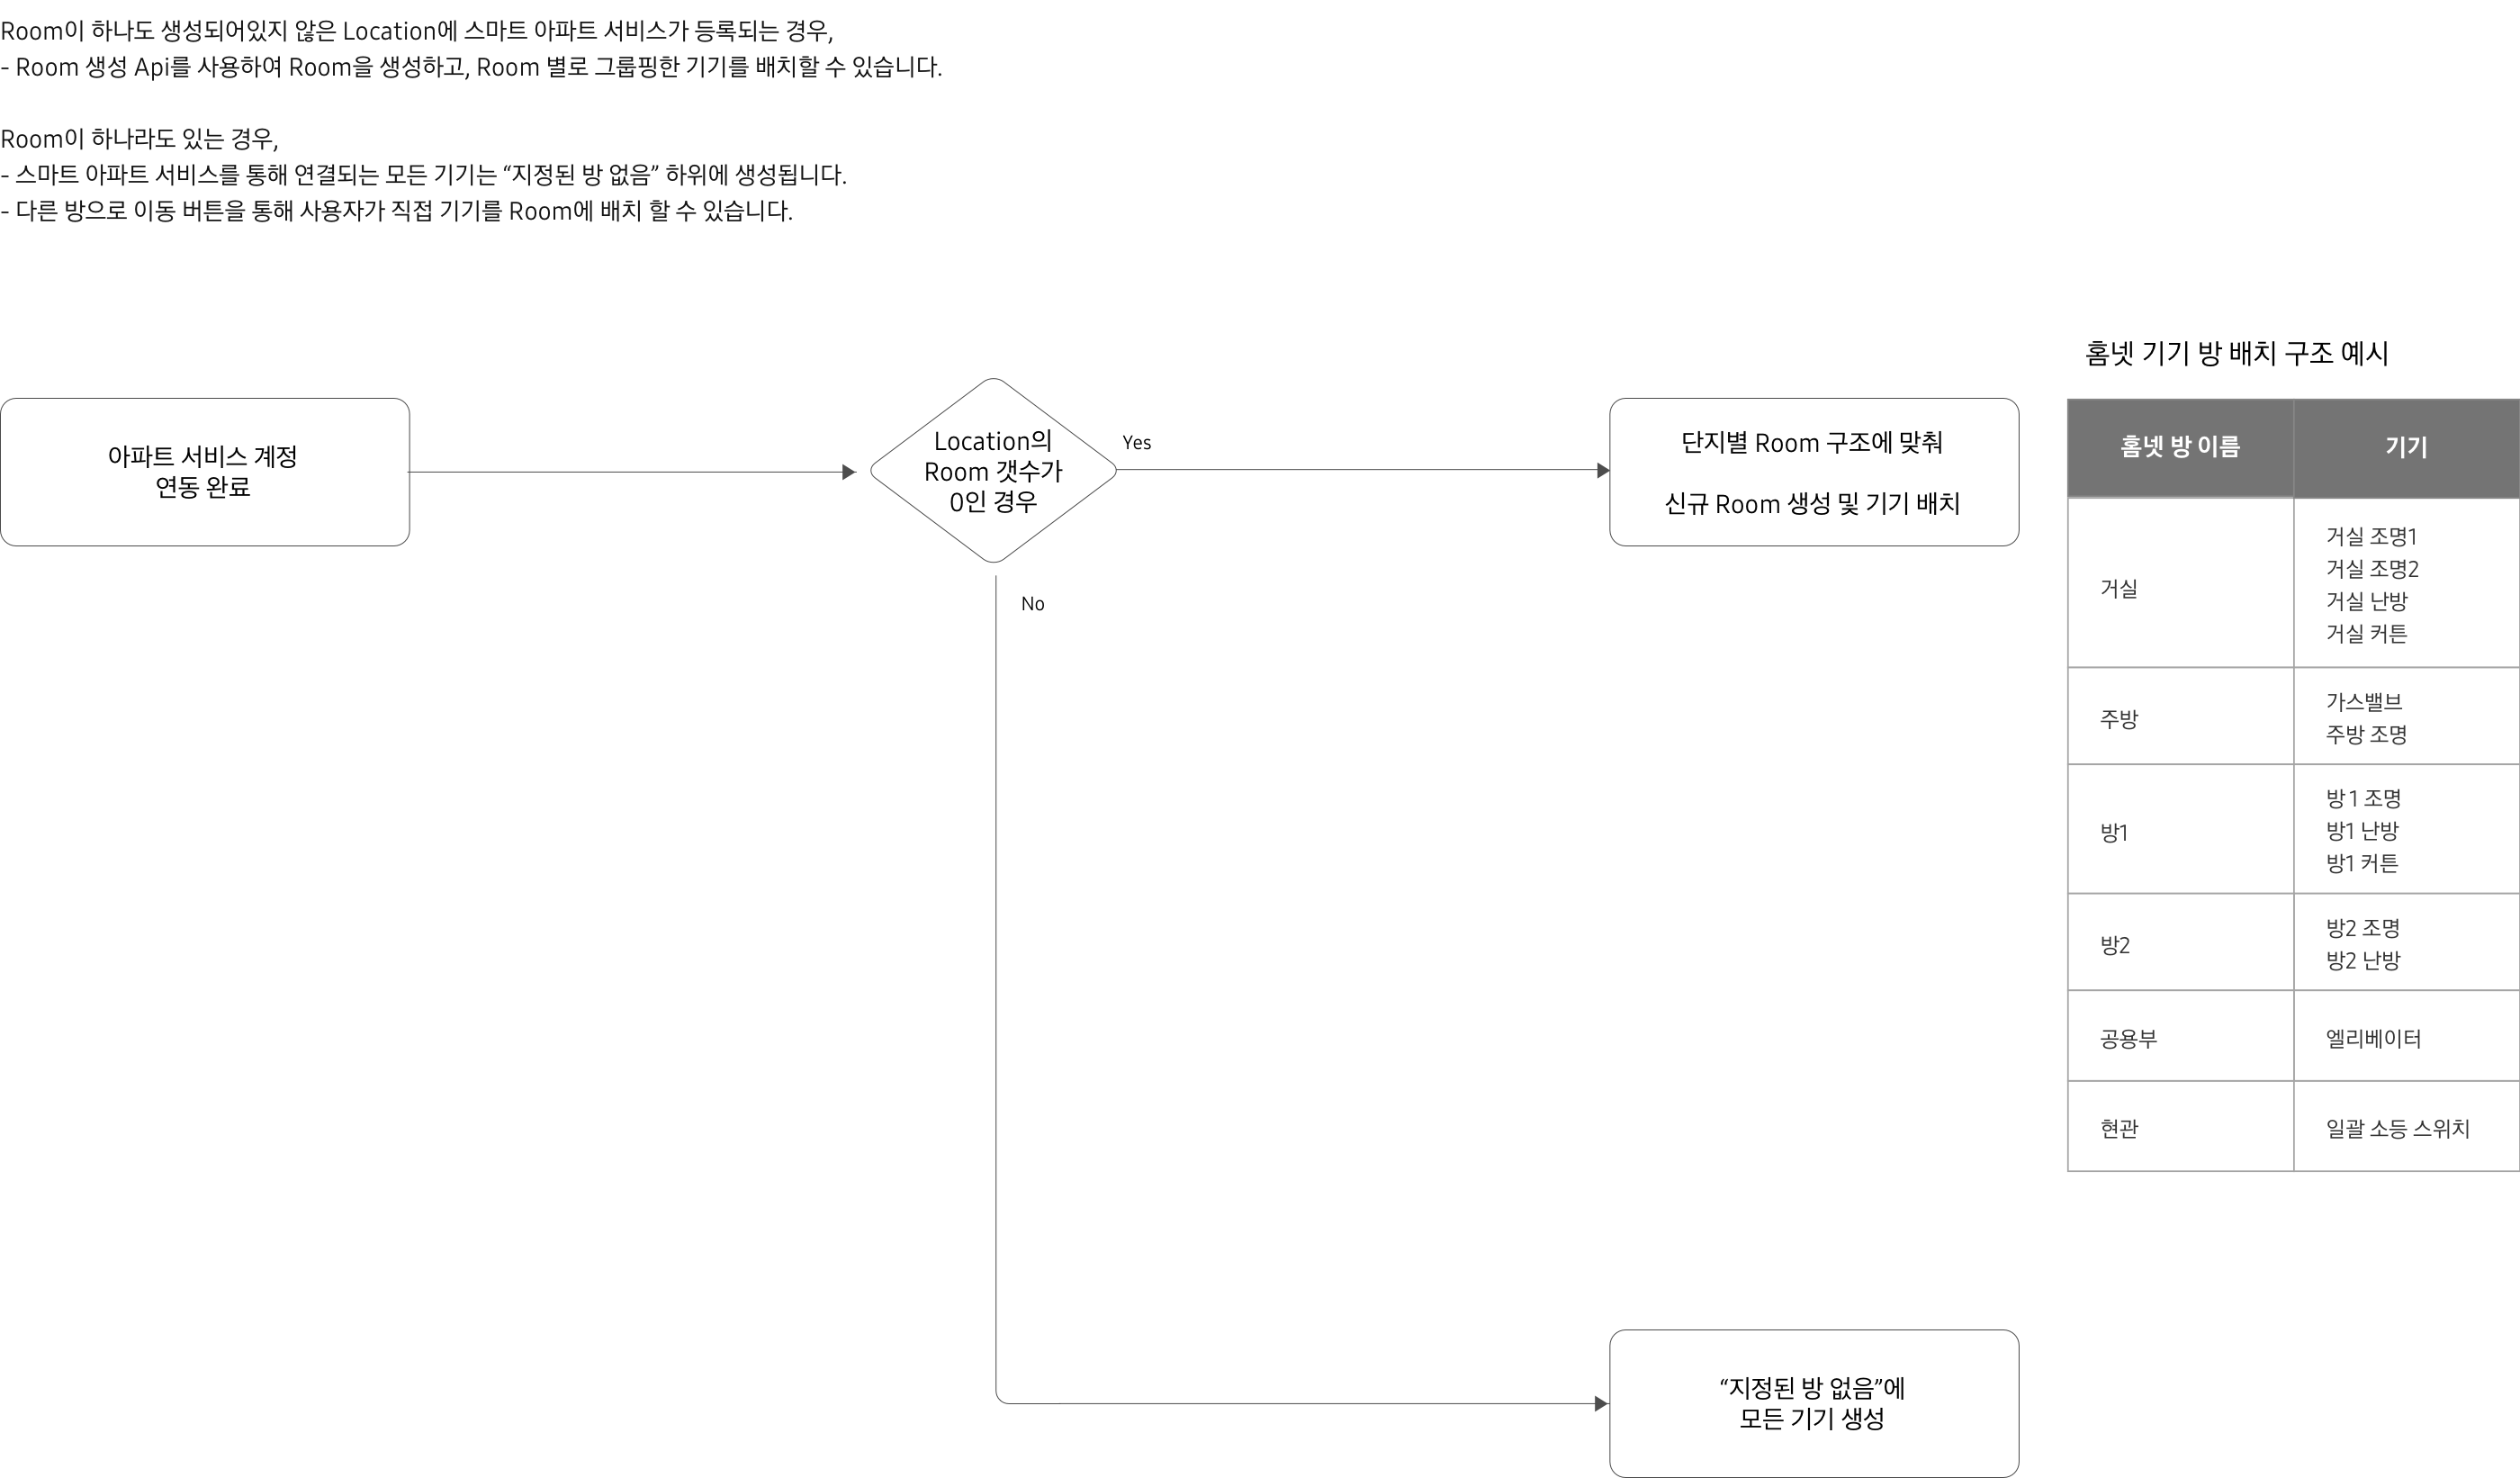 Room이 하나도 생성되어있지 않은 Location에 스마트 아파트 서비스가 등록되는 경우,
- Room 생성 Api를 사용하여 Room을 생성하고, Room 별로 그룹핑한 기기를 배치할 수 있습니다.
Room이 하나라도 있는 경우,
- 스마트 아파트 서비스를 통해 연결되는 모든 기기는 “지정된 방 없음” 하위에 생성됩니다.
- 다른 방으로 이동 버튼을 통해 사용자가 직접 기기를 Room에 배치 할 수 있습니다.
아파트 서비스 계정
연동 완료
Location의
Room 갯수가
0인 경우
Yes
No
단지별 Room 구조에 맞춰
신규 Room 생성 및 기기 배치
“지정된 방 없음”에
모든 기기 생성
홈넷 기기 방 배치 구조 예시
홈넷 방 이름
기기
거실
거실 조명1
거실 조명2
거실 난방
거실 커튼
주방
가스밸브
주방 조명
방1
방1 조명
방1 난방
방1 커튼
방2
방2 조명
방2 난방
공용부
엘리베이터
현관
일괄 소등 스위치